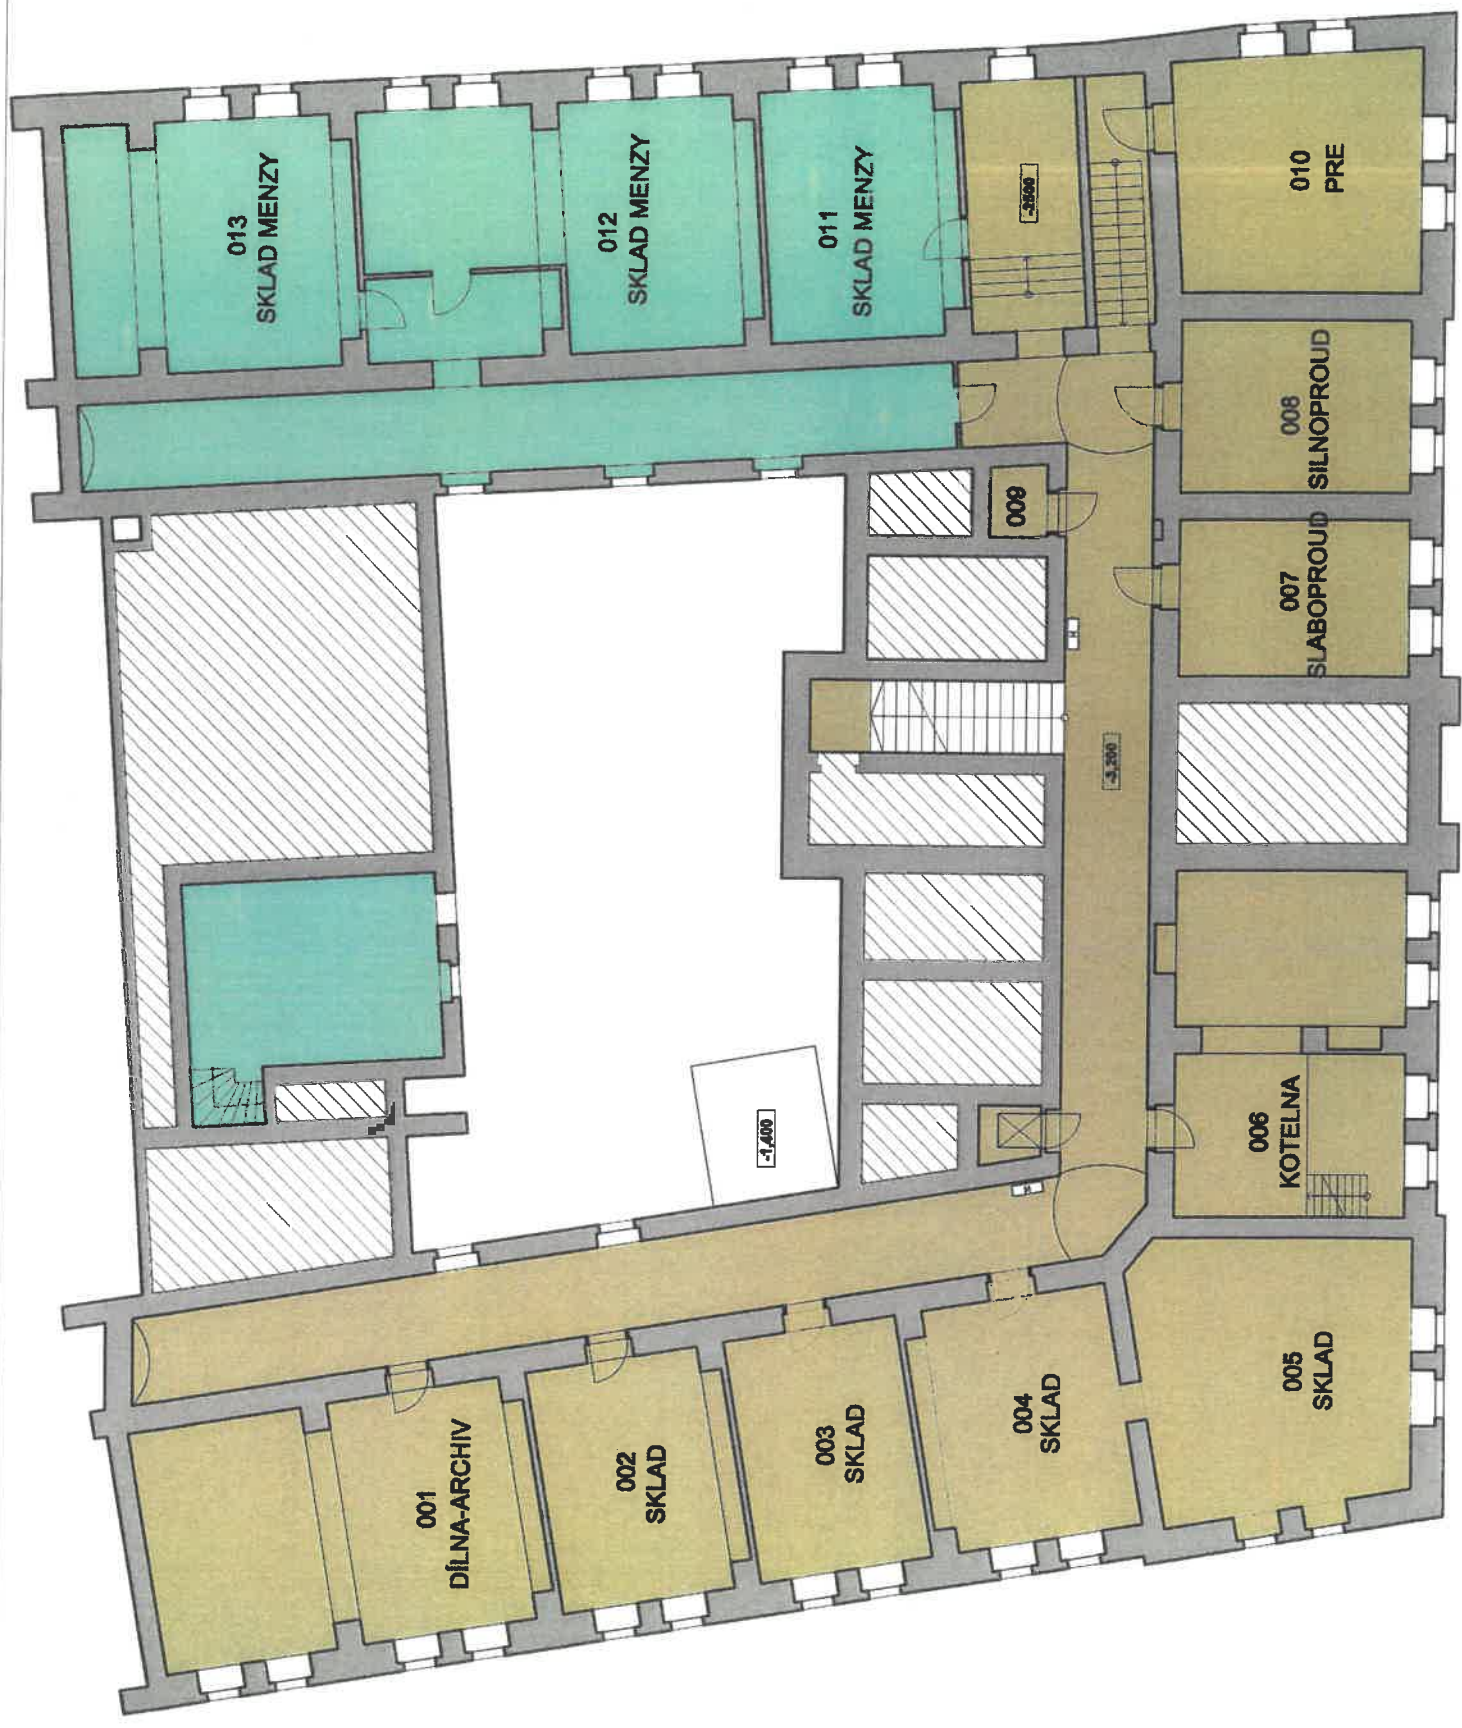 013
SKLAD MENZY
012
SKLAD MENZY
011
SKLAD MENZY
-2600
010
PRE
008
SILNOPROUD
009
007
SLABOPROUD
-3,200
H
-1,400
H
006
KOTELNA
005
SKLAD
004
SKLAD
003
SKLAD
002
SKLAD
001
DÍLNA-ARCHIV